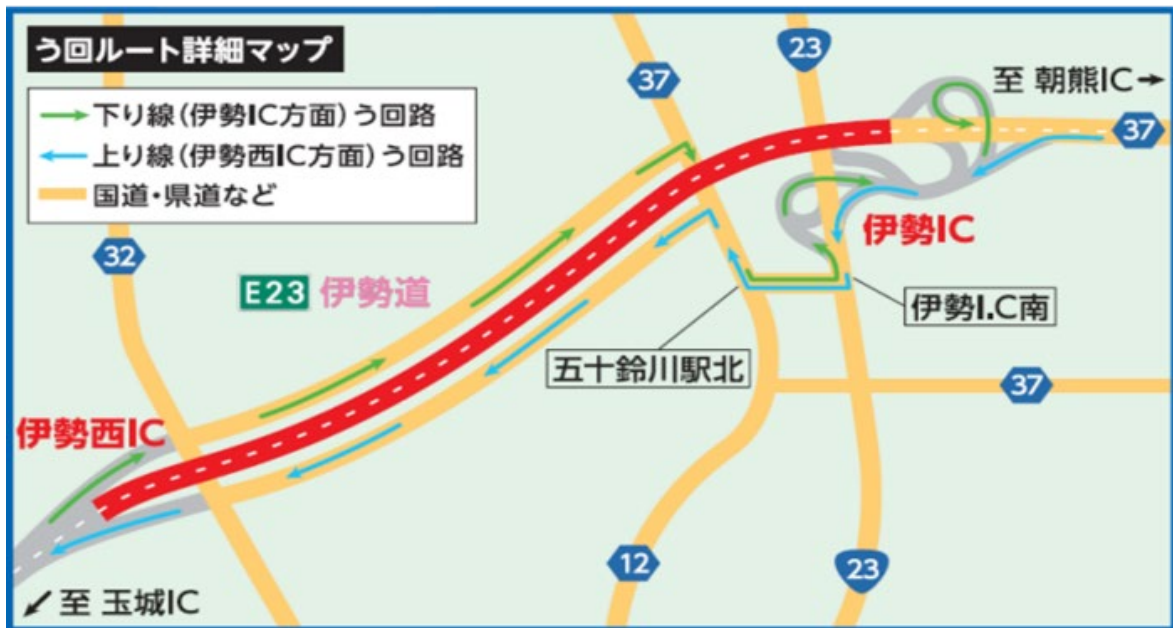 う回ルート詳細マップ
下り線(伊勢IC方面)う回路
上り線(伊勢西IC方面)う回路
国道・県道など
37
23
至 朝熊IC
37
32
E23 伊勢道
伊勢IC
伊勢I.C南
五十鈴川駅北
37
伊勢西IC
12
23
至 玉城IC